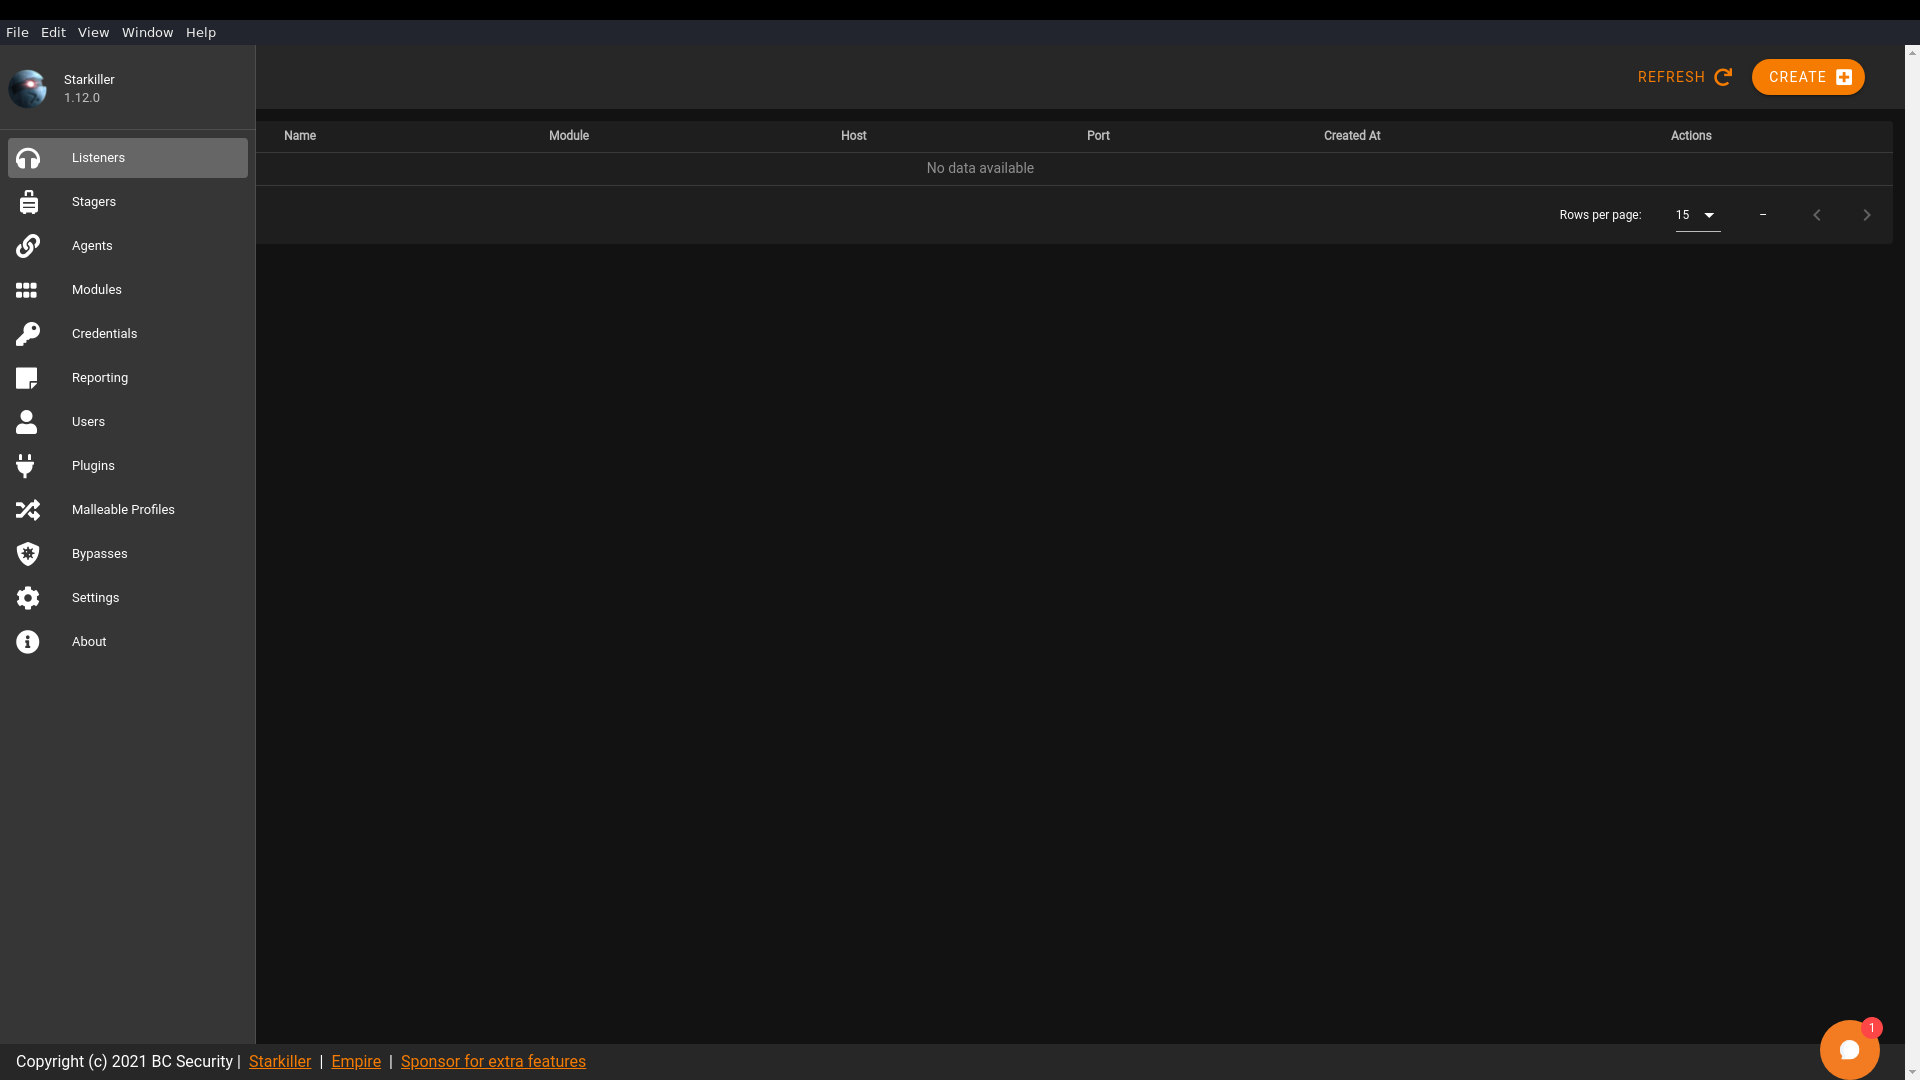 File Edit View Window Help
Starkiller
1.12.0
REFRESH CREATE
Listeners
Stagers
Agents
Modules
Credentials
Reporting
Users
Plugins
Malleable Profiles
Bypasses
Settings
About
Name Module Host Port Created At Actions
No data available
Rows per page: 15 –
1
Copyright (c) 2021 BC Security | Starkiller | Empire | Sponsor for extra features